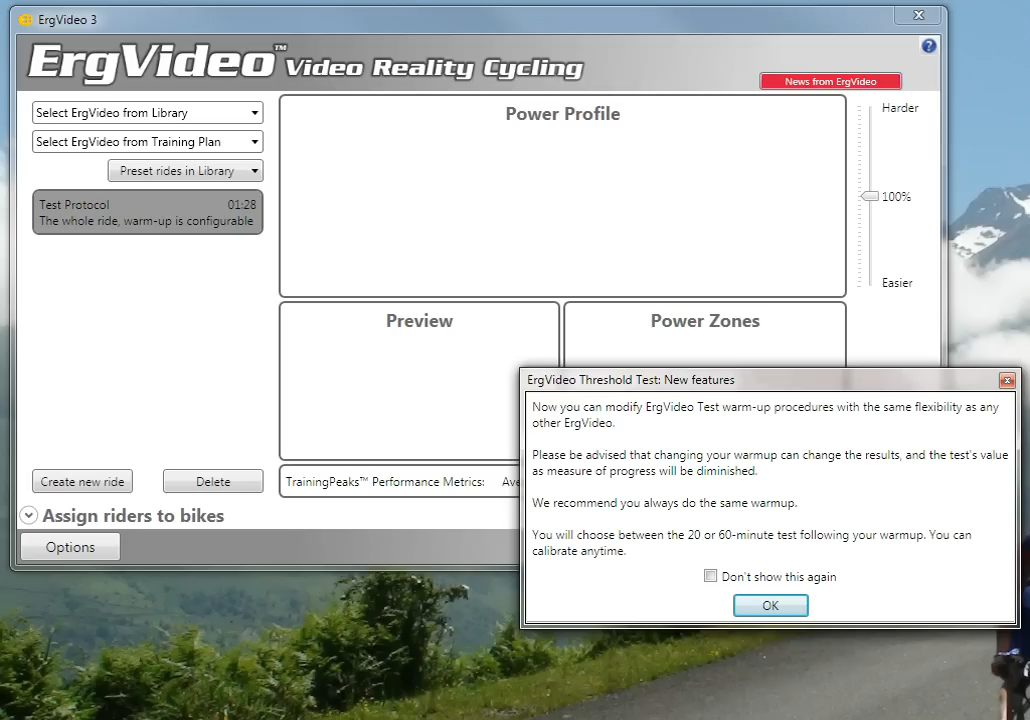 ErgVideo 3
ErgVideo™ Video Reality Cycling
News from ErgVideo
Select ErgVideo from Library
Select ErgVideo from Training Plan
Preset rides in Library
Test Protocol 01:28
The whole ride, warm-up is configurable
Power Profile
Harder
100%
Easier
Preview
Power Zones
Create new ride
Delete
TrainingPeaks™ Performance Metrics: Ave
Assign riders to bikes
Options
ErgVideo Threshold Test: New features
Now you can modify ErgVideo Test warm-up procedures with the same flexibility as any
other ErgVideo.
Please be advised that changing your warmup can change the results, and the test's value
as measure of progress will be diminished.
We recommend you always do the same warmup.
You will choose between the 20 or 60-minute test following your warmup. You can
calibrate anytime.
Don't show this again
OK